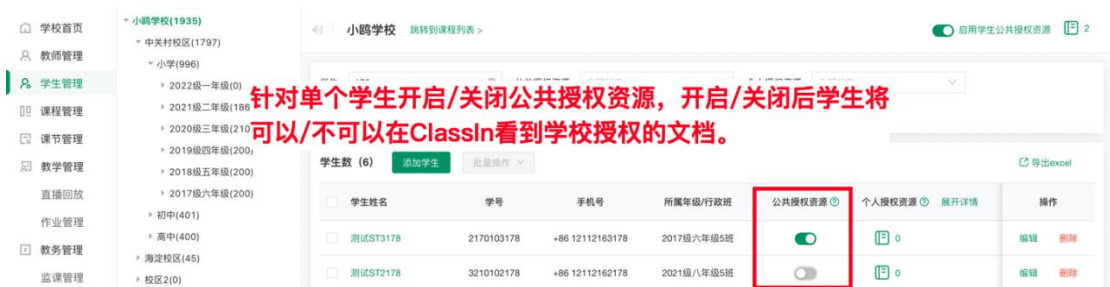 学校首页
教师管理
学生管理
课程管理
课节管理
教学管理
直播回放
作业管理
教务管理
监课管理
小鸥学校(1935)
中关村校区(1797)
小学(996)
2022级一年级(0)
2021级二年级(186
2020级三年级(210
2019级四年级(200)
2018级五年级(200)
2017级六年级(200)
初中(401)
高中(400)
海淀校区(45)
校区2(0)
小鸥学校 跳转到课程列表 >
启用学生公共授权资源 2
针对单个学生开启/关闭公共授权资源，开启/关闭后学生将
可以/不可以在ClassIn看到学校授权的文档。
学生数（6） 添加学生 批量操作 导出excel
学生姓名 学号 手机号 所属年级/行政班 公共授权资源 个人授权资源 展开详情 操作
测试ST3178 2170103178 +86 12112163178 2017级六年级5班 0 编辑 删除
测试ST2178 3210102178 +86 12112162178 2021级八年级5班 0 编辑 删除